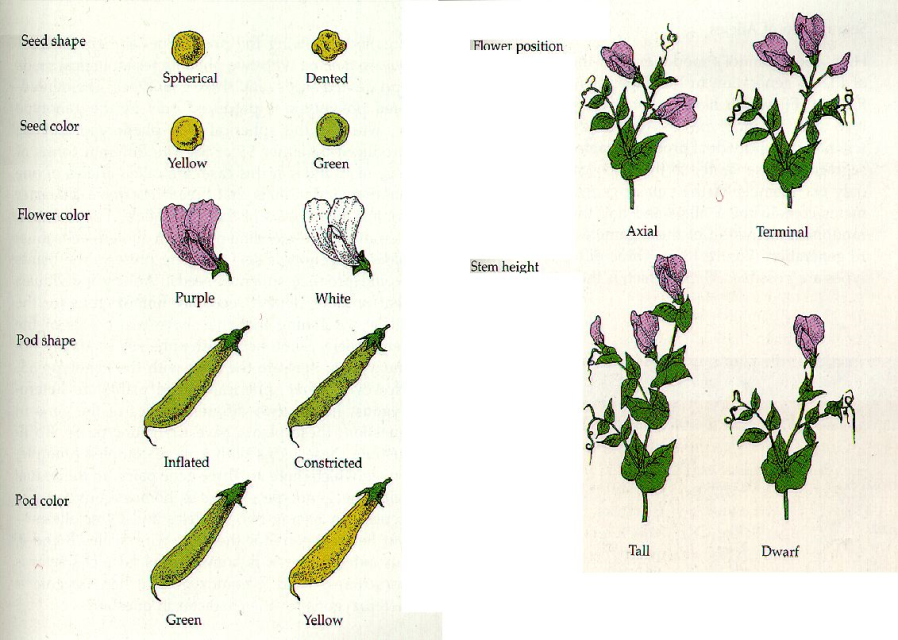 Seed shape
Spherical
Dented
Seed color
Yellow
Green
Flower color
Purple
White
Pod shape
Inflated
Constricted
Pod color
Green
Yellow
Flower position
Axial
Terminal
Stem height
Tall
Dwarf